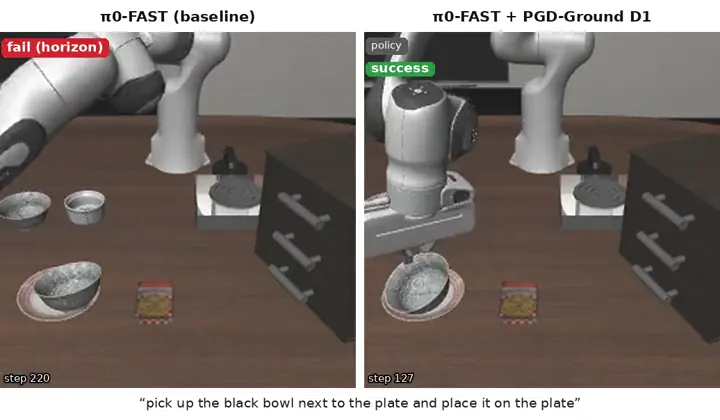 π0-FAST (baseline)
π0-FAST + PGD-Ground D1
fail (horizon)
policy
success
step 220
step 127
“pick up the black bowl next to the plate and place it on the plate”